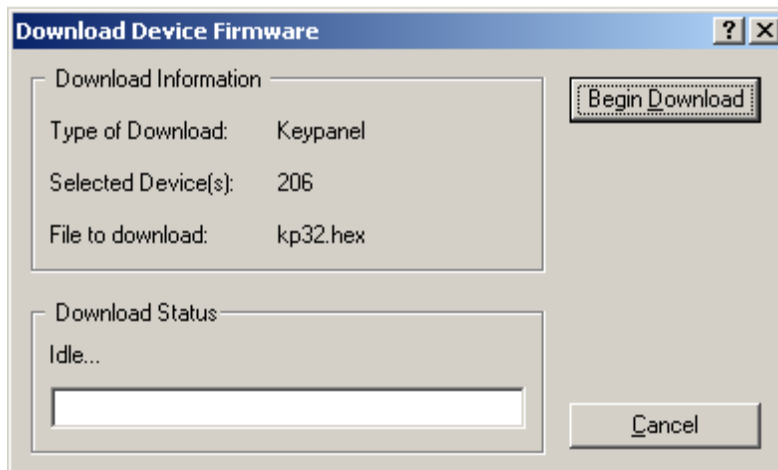 Download Device Firmware
Download Information
Type of Download: Keypanel
Selected Device(s): 206
File to download: kp32.hex
Begin Download
Download Status
Idle...
Cancel